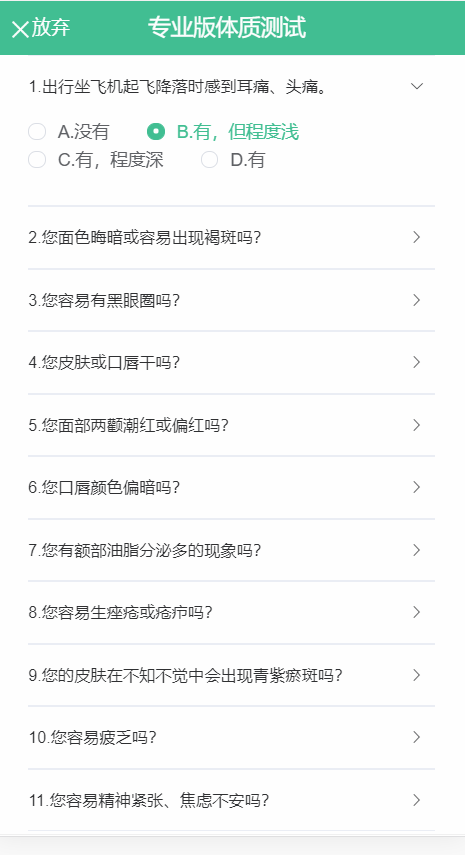 放弃 专业版体质测试
1.出行坐飞机起飞降落时感到耳痛、头痛。
A.没有 B.有，但程度浅
C.有，程度深 D.有
2.您面色晦暗或容易出现褐斑吗？
3.您容易有黑眼圈吗？
4.您皮肤或口唇干吗？
5.您面部两颧潮红或偏红吗？
6.您口唇颜色偏暗吗？
7.您有额部油脂分泌多的现象吗？
8.您容易生痤疮或疮疖吗？
9.您的皮肤在不知不觉中会出现青紫瘀斑吗？
10.您容易疲乏吗？
11.您容易精神紧张、焦虑不安吗？